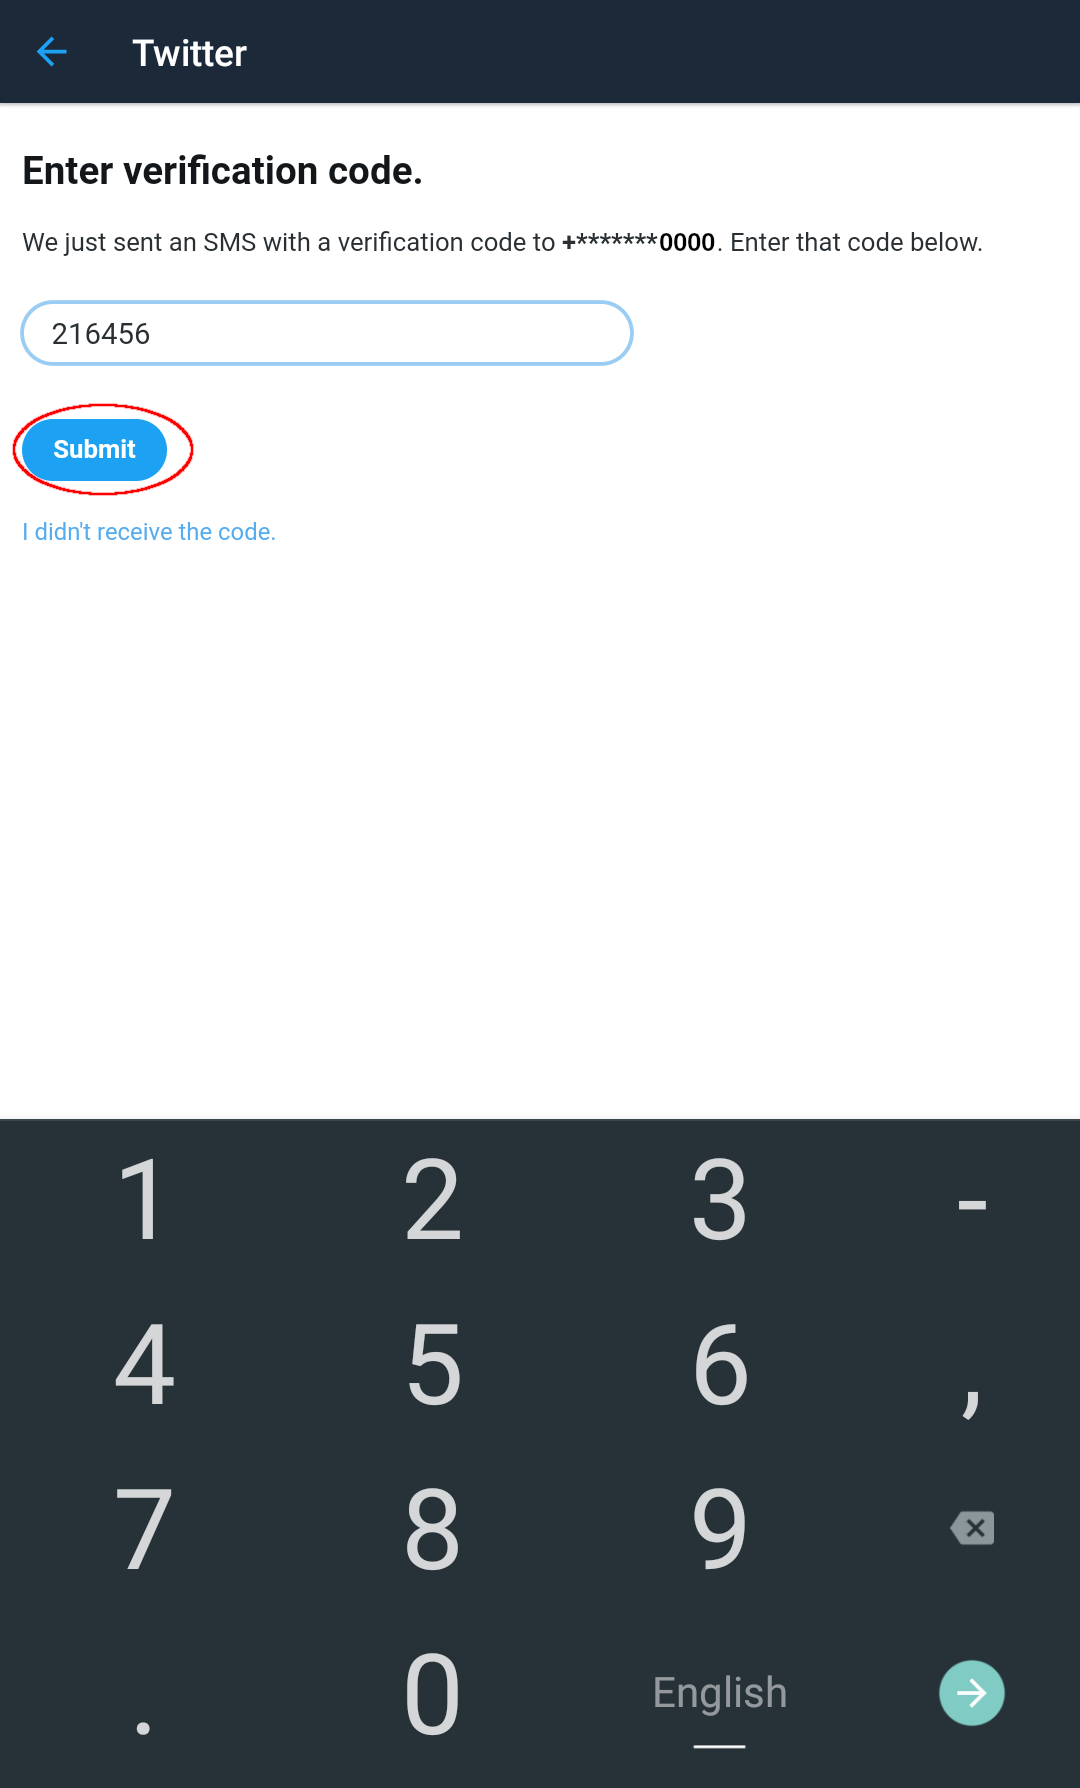 Twitter
Enter verification code.
We just sent an SMS with a verification code to +*******0000. Enter that code below.
216456
Submit
I didn't receive the code.
1 2 3 -
4 5 6 ,
7 8 9
. 0 English